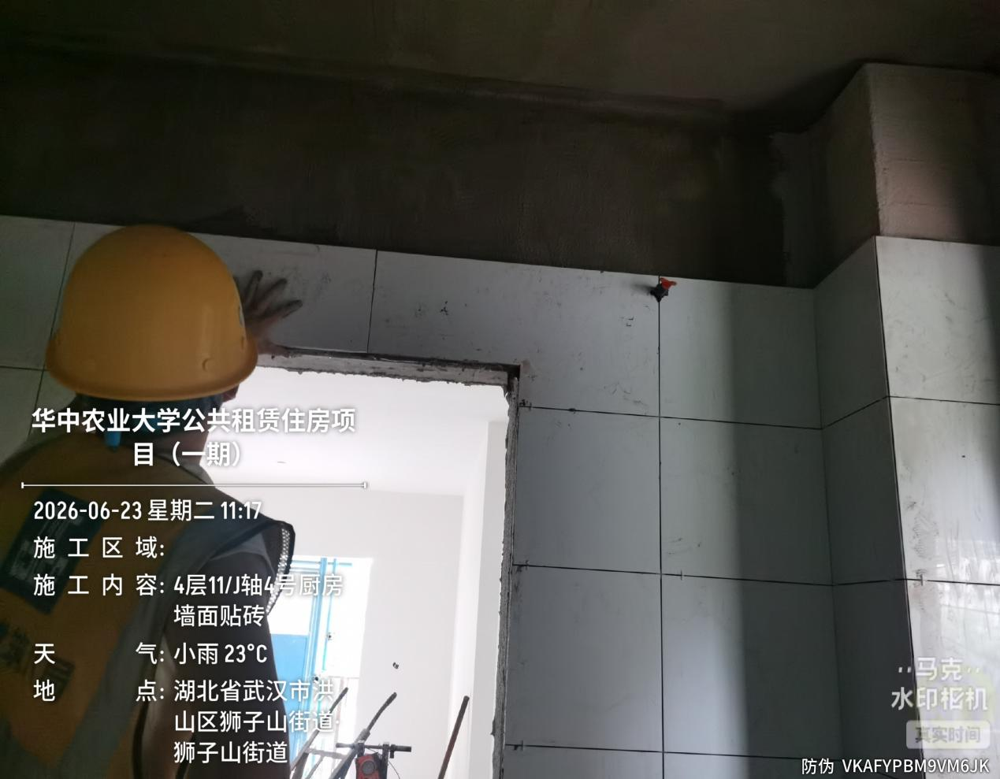 华中农业大学公共租赁住房项
目（一期）
2026-06-23 星期二 11:17
施工区域:
施工内容: 4层11/J轴4号厨房
墙面贴砖
天气: 小雨 23°C
地点: 湖北省武汉市洪
山区狮子山街道·
狮子山街道
马克
水印相机
真实时间
防伪 VKAFYPBM9VM6JK